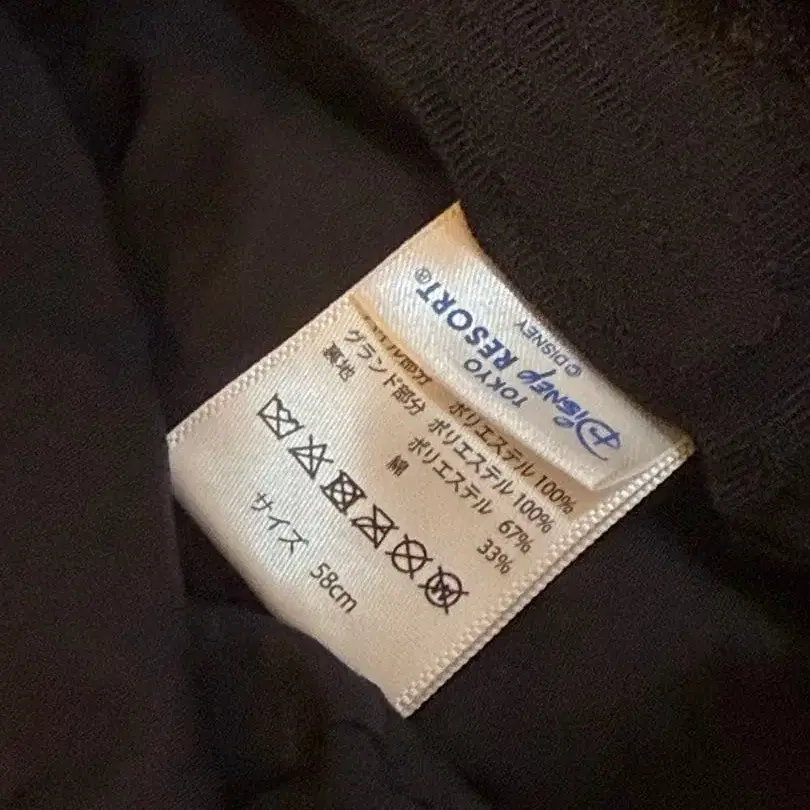 TOKYO
Disney RESORT®
©DISNEY
ポリエステル 100%
グランド部分 ポリエステル 100%
裏地 ポリエステル 67%
綿 33%
サイズ 58cm